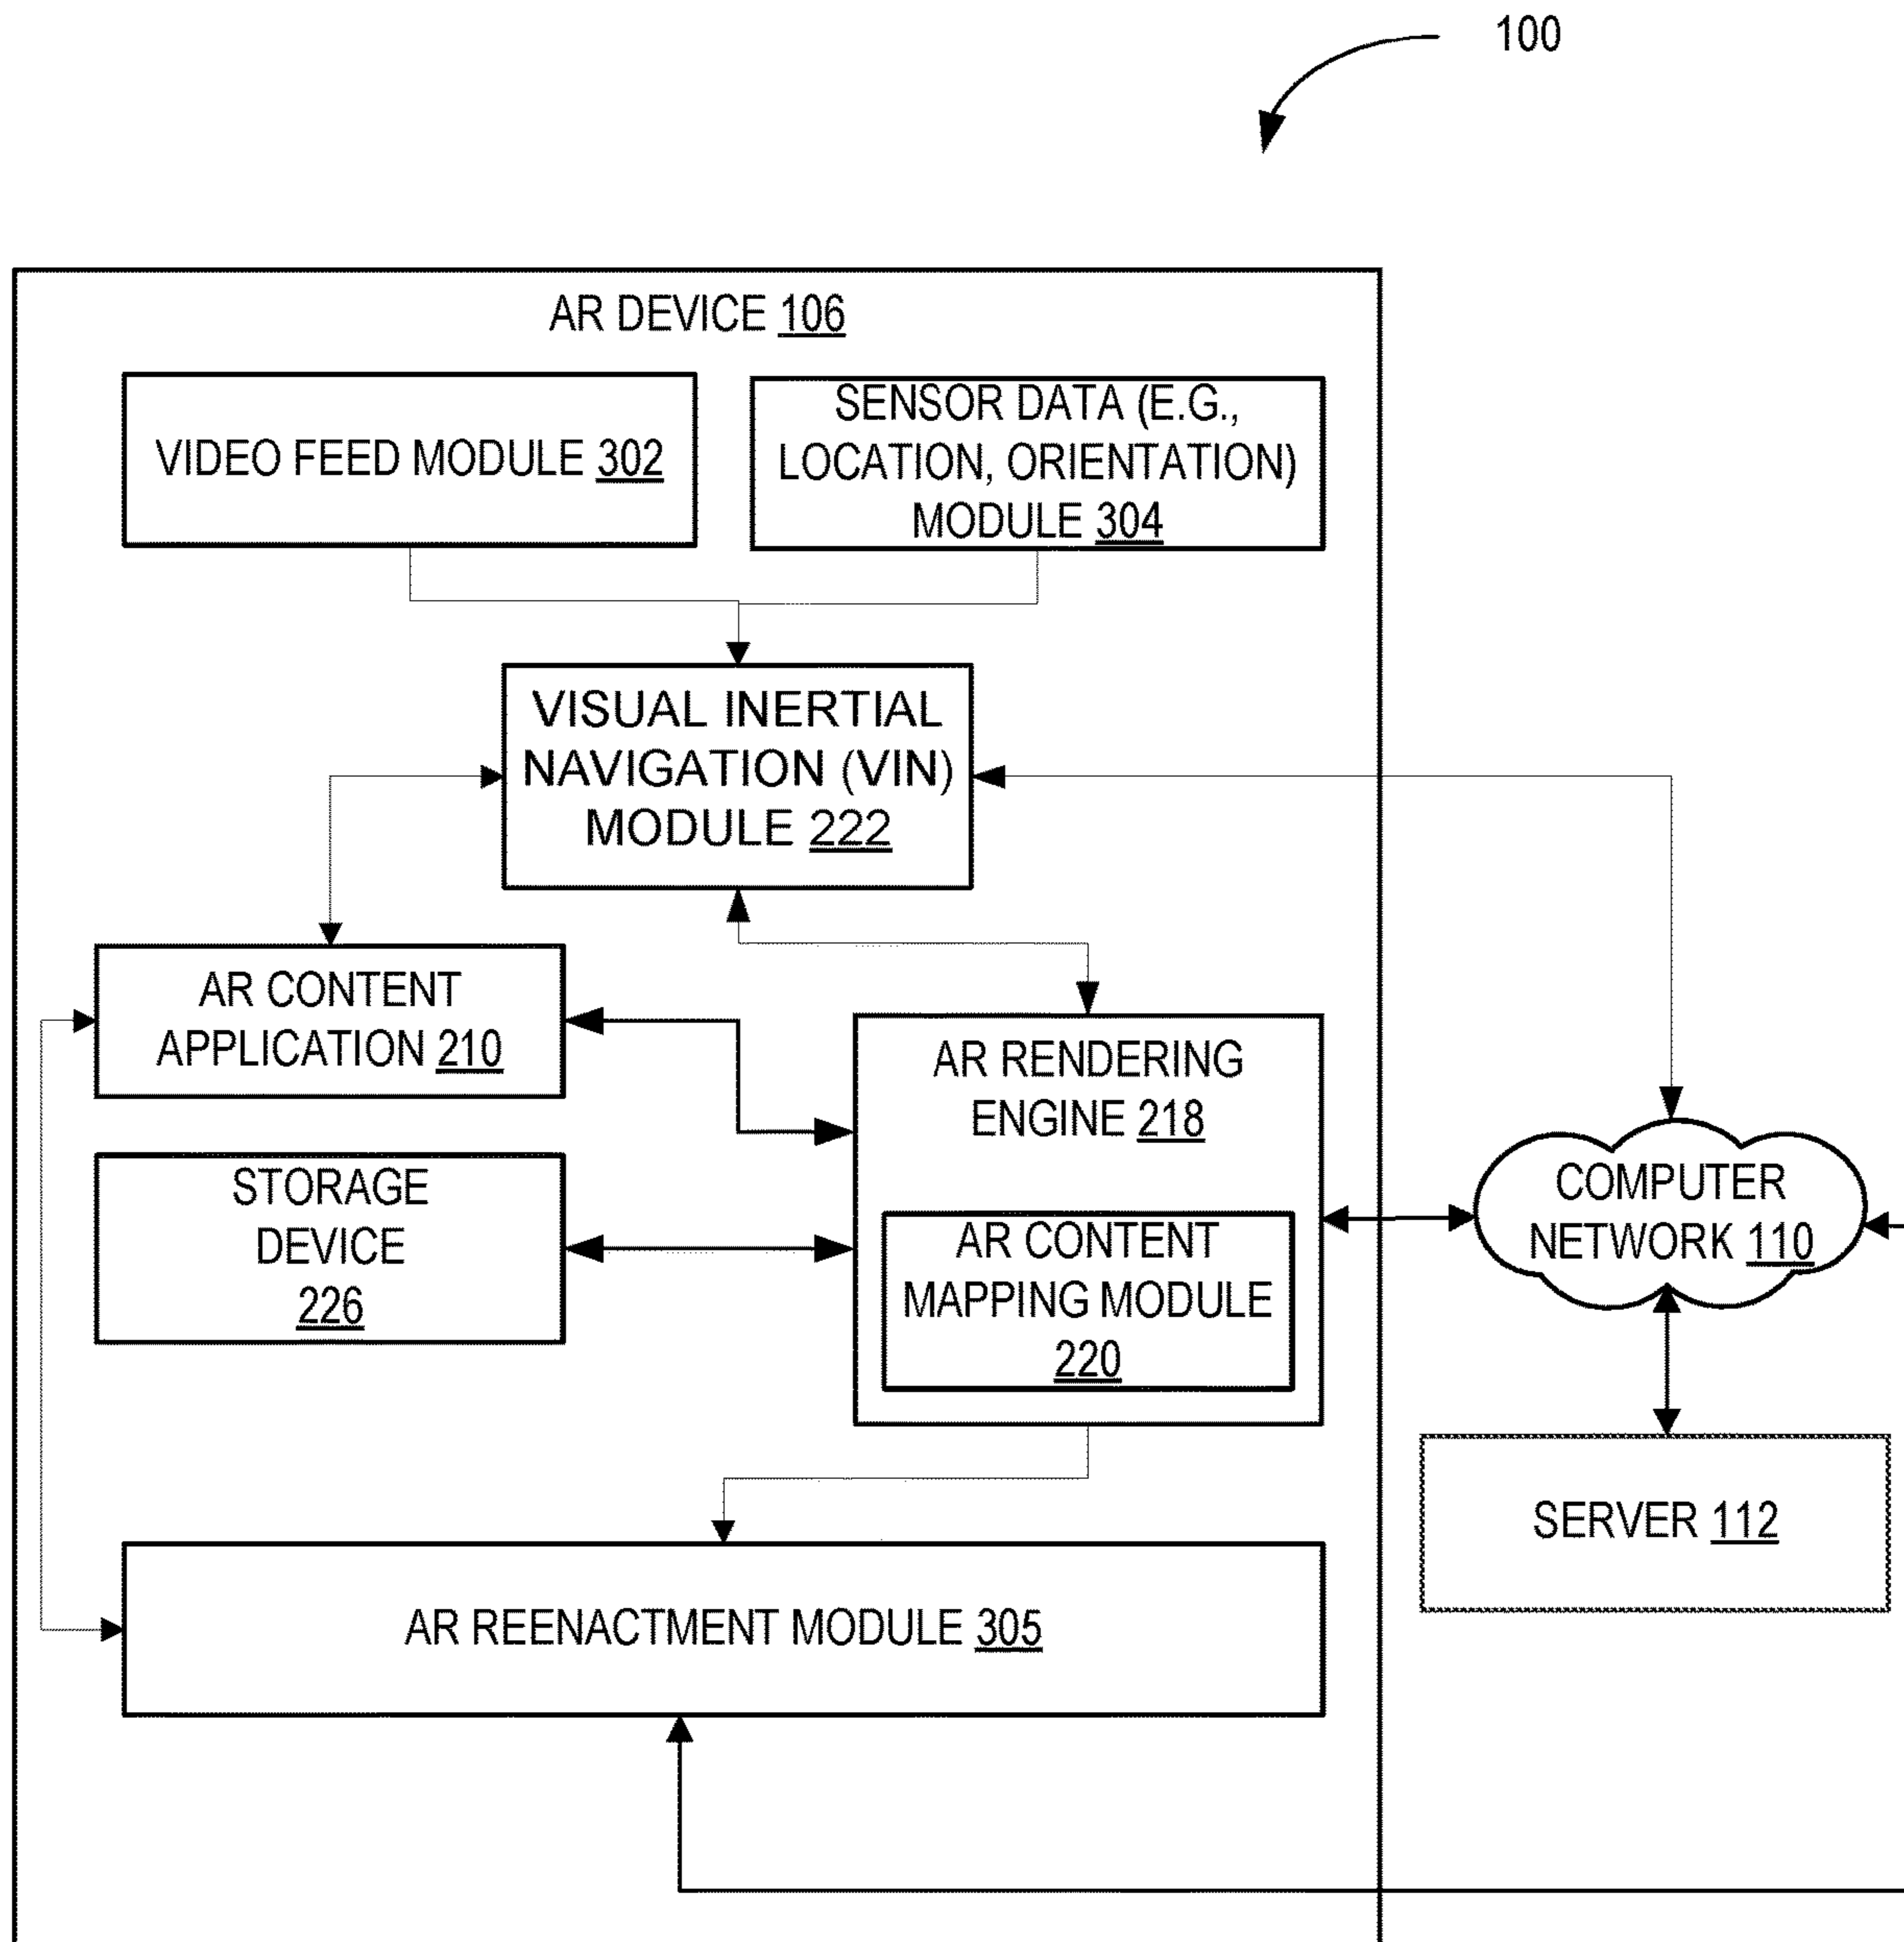 100
AR DEVICE 106
VIDEO FEED MODULE 302
SENSOR DATA (E.G.,
LOCATION, ORIENTATION)
MODULE 304
VISUAL INERTIAL
NAVIGATION (VIN)
MODULE 222
AR CONTENT
APPLICATION 210
AR RENDERING
ENGINE 218
STORAGE
DEVICE
226
AR CONTENT
MAPPING MODULE
220
COMPUTER
NETWORK 110
SERVER 112
AR REENACTMENT MODULE 305